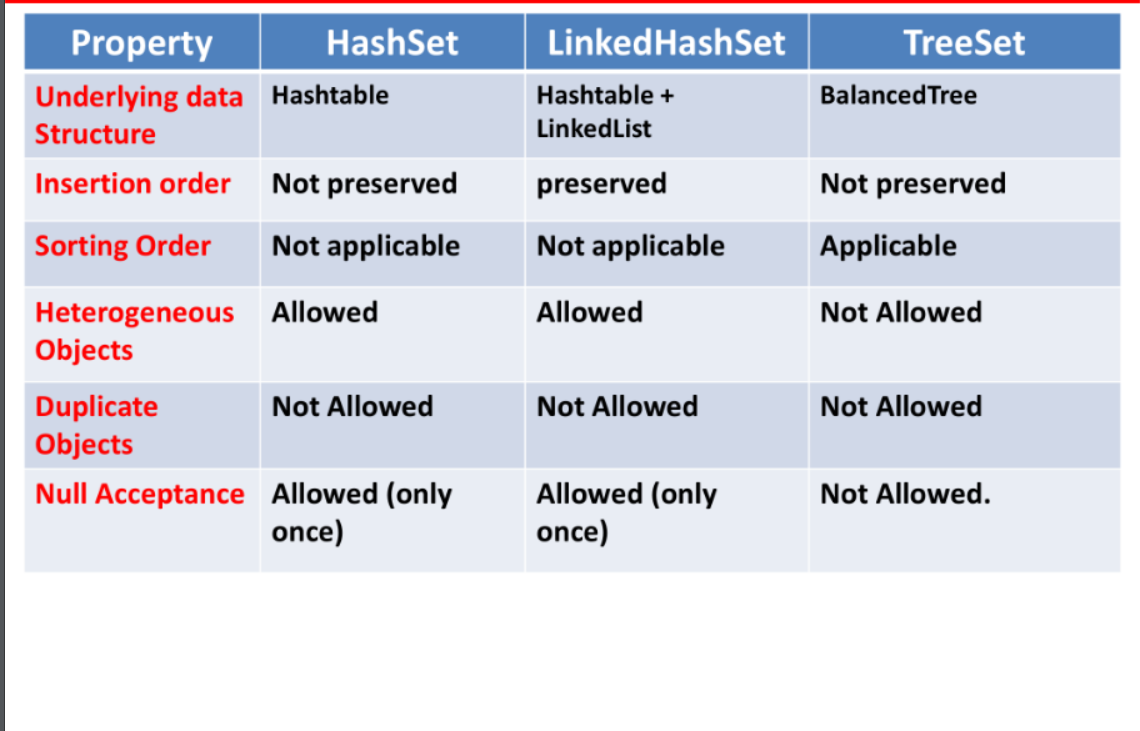 Property HashSet LinkedHashSet TreeSet
Underlying data Structure Hashtable Hashtable + LinkedList BalancedTree
Insertion order Not preserved preserved Not preserved
Sorting Order Not applicable Not applicable Applicable
Heterogeneous Objects Allowed Allowed Not Allowed
Duplicate Objects Not Allowed Not Allowed Not Allowed
Null Acceptance Allowed (only once) Allowed (only once) Not Allowed.